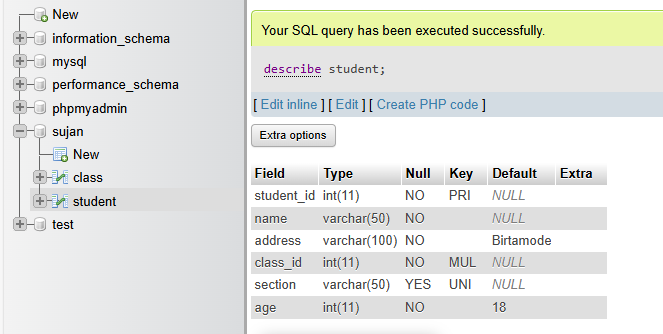 New
information_schema
mysql
performance_schema
phpmyadmin
sujan
New
class
student
test
Your SQL query has been executed successfully.
describe student;
[ Edit inline ] [ Edit ] [ Create PHP code ]
Extra options
Field Type Null Key Default Extra
student_id int(11) NO PRI NULL
name varchar(50) NO NULL
address varchar(100) NO Birtamode
class_id int(11) NO MUL NULL
section varchar(50) YES UNI NULL
age int(11) NO 18